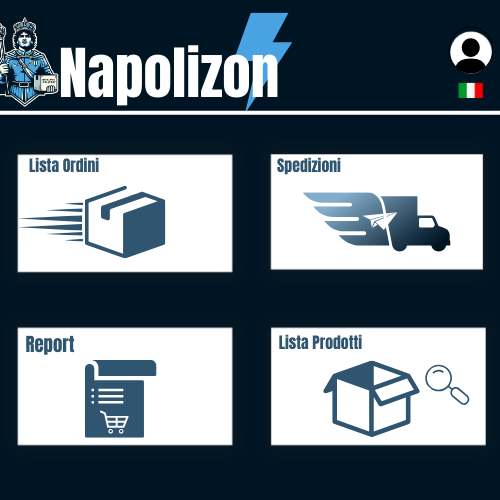 Napolizon
Lista Ordini
Spedizioni
Report
Lista Prodotti